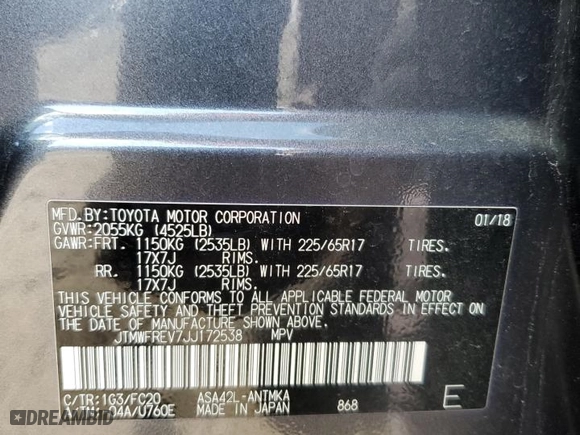 MFD. BY:TOYOTA MOTOR CORPORATION 01/18
GVWR:2055KG (4525LB)
GAWR:FRT. 1150KG (2535LB) WITH 225/65R17 TIRES.
17X7J RIMS.
RR. 1150KG (2535LB) WITH 225/65R17 TIRES.
17X7J RIMS.
THIS VEHICLE CONFORMS TO ALL APPLICABLE FEDERAL MOTOR
VEHICLE SAFETY AND THEFT PREVENTION STANDARDS IN EFFECT ON
THE DATE OF MANUFACTURE SHOWN ABOVE.
JTMWFREV7JJ172538 MPV
C/TR:1G3/FC20 ASA42L-ANTMKA
04A/U760E MADE IN JAPAN 868 E
DEALERS CLUB